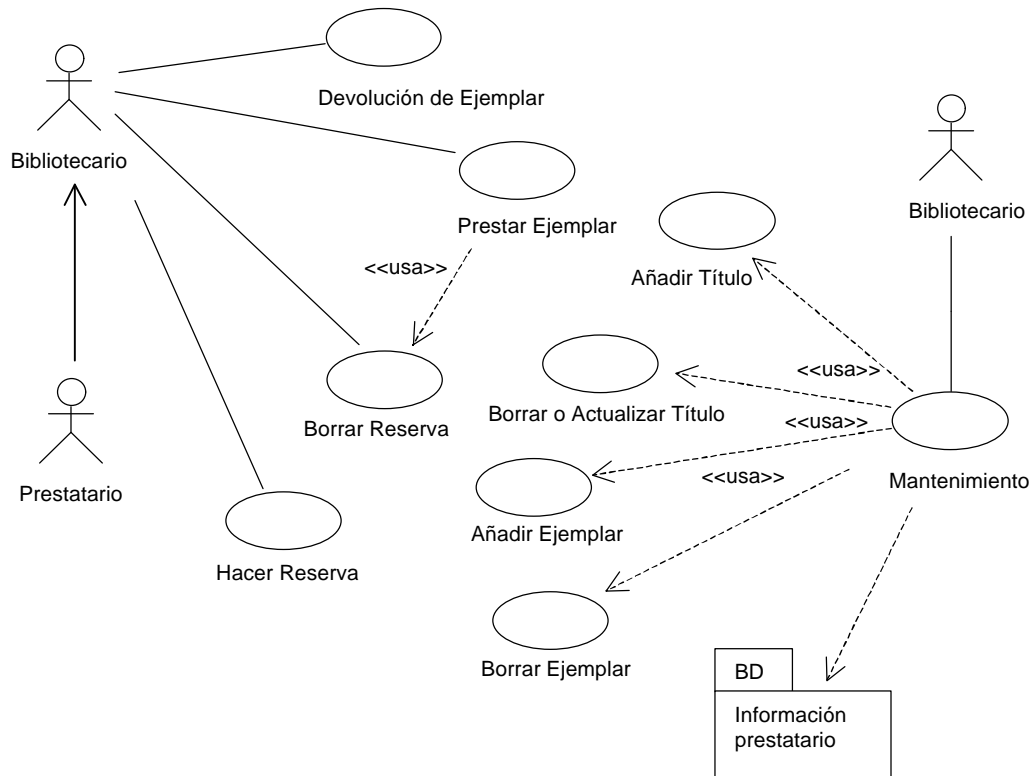 Devolución de Ejemplar
Bibliotecario
Prestar Ejemplar
Bibliotecario
<<usa>>
Añadir Título
<<usa>>
Borrar o Actualizar Título
<<usa>>
Borrar Reserva
<<usa>>
Mantenimiento
Prestatario
Añadir Ejemplar
Hacer Reserva
Borrar Ejemplar
BD
Información
prestatario